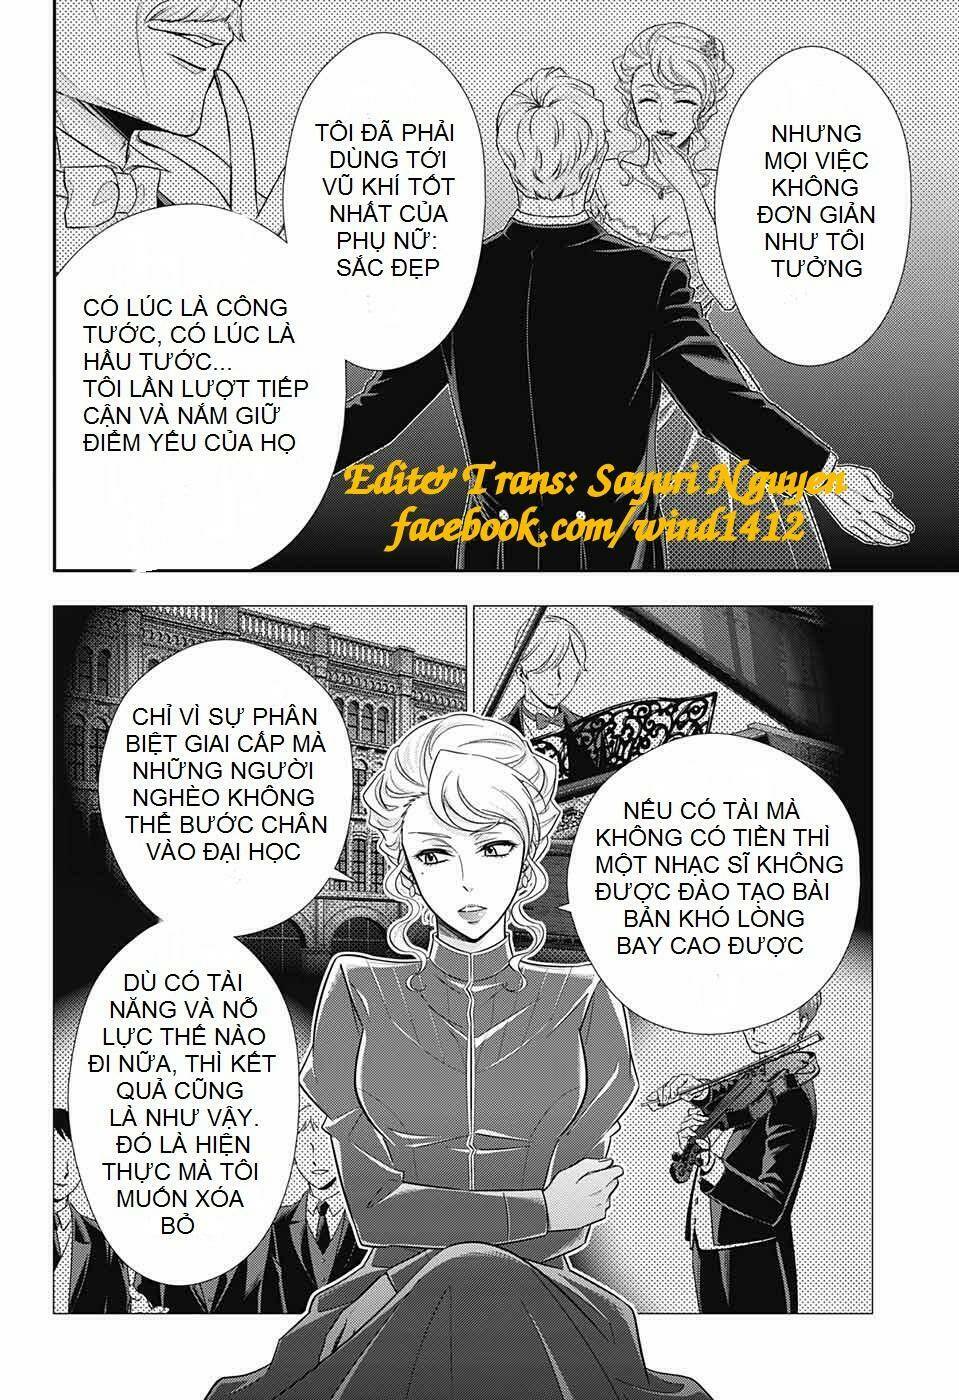 NHƯNG
MỌI VIỆC
KHÔNG
ĐƠN GIẢN
NHƯ TÔI
TƯỞNG
TÔI ĐÃ PHẢI
DÙNG TỚI
VŨ KHÍ TỐT
NHẤT CỦA
PHỤ NỮ:
SẮC ĐẸP
CÓ LÚC LÀ CÔNG
TƯỚC, CÓ LÚC LÀ
HẦU TƯỚC...
TÔI LẦN LƯỢT TIẾP
CẬN VÀ NẮM GIỮ
ĐIỂM YẾU CỦA HỌ
Edit& Trans: Sayuri Nguyen
facebook.com/wind1412
NẾU CÓ TÀI MÀ
KHÔNG CÓ TIỀN THÌ
MỘT NHẠC SĨ KHÔNG
ĐƯỢC ĐÀO TẠO BÀI
BẢN KHÓ LÒNG
BAY CAO ĐƯỢC
CHỈ VÌ SỰ PHÂN
BIỆT GIAI CẤP MÀ
NHỮNG NGƯỜI
NGHÈO KHÔNG
THỂ BƯỚC CHÂN
VÀO ĐẠI HỌC
DÙ CÓ TÀI
NĂNG VÀ NỖ
LỰC THẾ NÀO
ĐI NỮA, THÌ KẾT
QUẢ CŨNG
LÀ NHƯ VẬY.
ĐÓ LÀ HIỆN
THỰC MÀ TÔI
MUỐN XÓA
BỎ